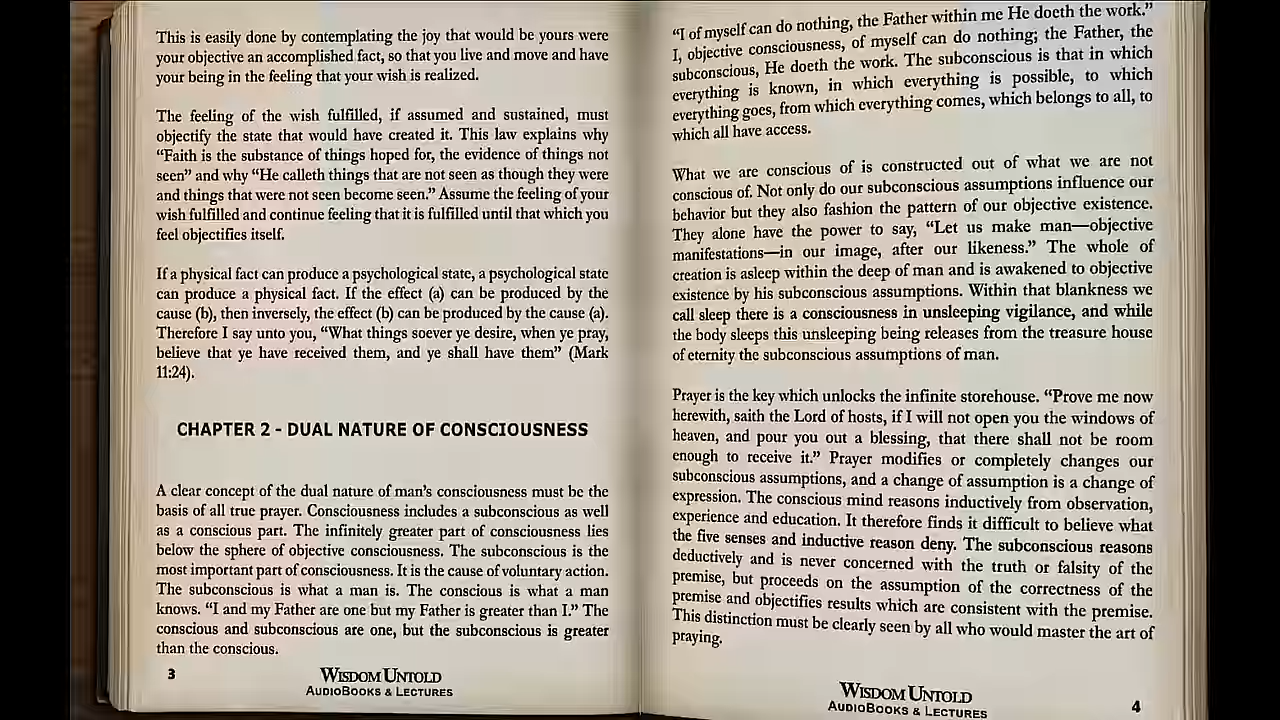 This is easily done by contemplating the joy that would be yours were
your objective an accomplished fact, so that you live and move and have
your being in the feeling that your wish is realized.
The feeling of the wish fulfilled, if assumed and sustained, must
objectify the state that would have created it. This law explains why
“Faith is the substance of things hoped for, the evidence of things not
seen” and why “He calleth things that are not seen as though they were
and things that were not seen become seen.” Assume the feeling of your
wish fulfilled and continue feeling that it is fulfilled until that which you
feel objectifies itself.
If a physical fact can produce a psychological state, a psychological state
can produce a physical fact. If the effect (a) can be produced by the
cause (b), then inversely, the effect (b) can be produced by the cause (a).
Therefore I say unto you, “What things soever ye desire, when ye pray,
believe that ye have received them, and ye shall have them” (Mark
11:24).
CHAPTER 2 - DUAL NATURE OF CONSCIOUSNESS
A clear concept of the dual nature of man’s consciousness must be the
basis of all true prayer. Consciousness includes a subconscious as well
as a conscious part. The infinitely greater part of consciousness lies
below the sphere of objective consciousness. The subconscious is the
most important part of consciousness. It is the cause of voluntary action.
The subconscious is what a man is. The conscious is what a man
knows. “I and my Father are one but my Father is greater than I.” The
conscious and subconscious are one, but the subconscious is greater
than the conscious.
3
WISDOM UNTOLD
AUDIOBOOKS & LECTURES
“I of myself can do nothing, the Father within me He doeth the work.”
I, objective consciousness, of myself can do nothing; the Father, the
subconscious, He doeth the work. The subconscious is that in which
everything is known, in which everything is possible, to which
everything goes, from which everything comes, which belongs to all, to
which all have access.
What we are conscious of is constructed out of what we are not
conscious of. Not only do our subconscious assumptions influence our
behavior but they also fashion the pattern of our objective existence.
They alone have the power to say, “Let us make man—objective
manifestations—in our image, after our likeness.” The whole of
creation is asleep within the deep of man and is awakened to objective
existence by his subconscious assumptions. Within that blankness we
call sleep there is a consciousness in unsleeping vigilance, and while
the body sleeps this unsleeping being releases from the treasure house
of eternity the subconscious assumptions of man.
Prayer is the key which unlocks the infinite storehouse. “Prove me now
herewith, saith the Lord of hosts, if I will not open you the windows of
heaven, and pour you out a blessing, that there shall not be room
enough to receive it.” Prayer modifies or completely changes our
subconscious assumptions, and a change of assumption is a change of
expression. The conscious mind reasons inductively from observation,
experience and education. It therefore finds it difficult to believe what
the five senses and inductive reason deny. The subconscious reasons
deductively and is never concerned with the truth or falsity of the
premise, but proceeds on the assumption of the correctness of the
premise and objectifies results which are consistent with the premise.
This distinction must be clearly seen by all who would master the art of
praying.
WISDOM UNTOLD
AUDIOBOOKS & LECTURES
4